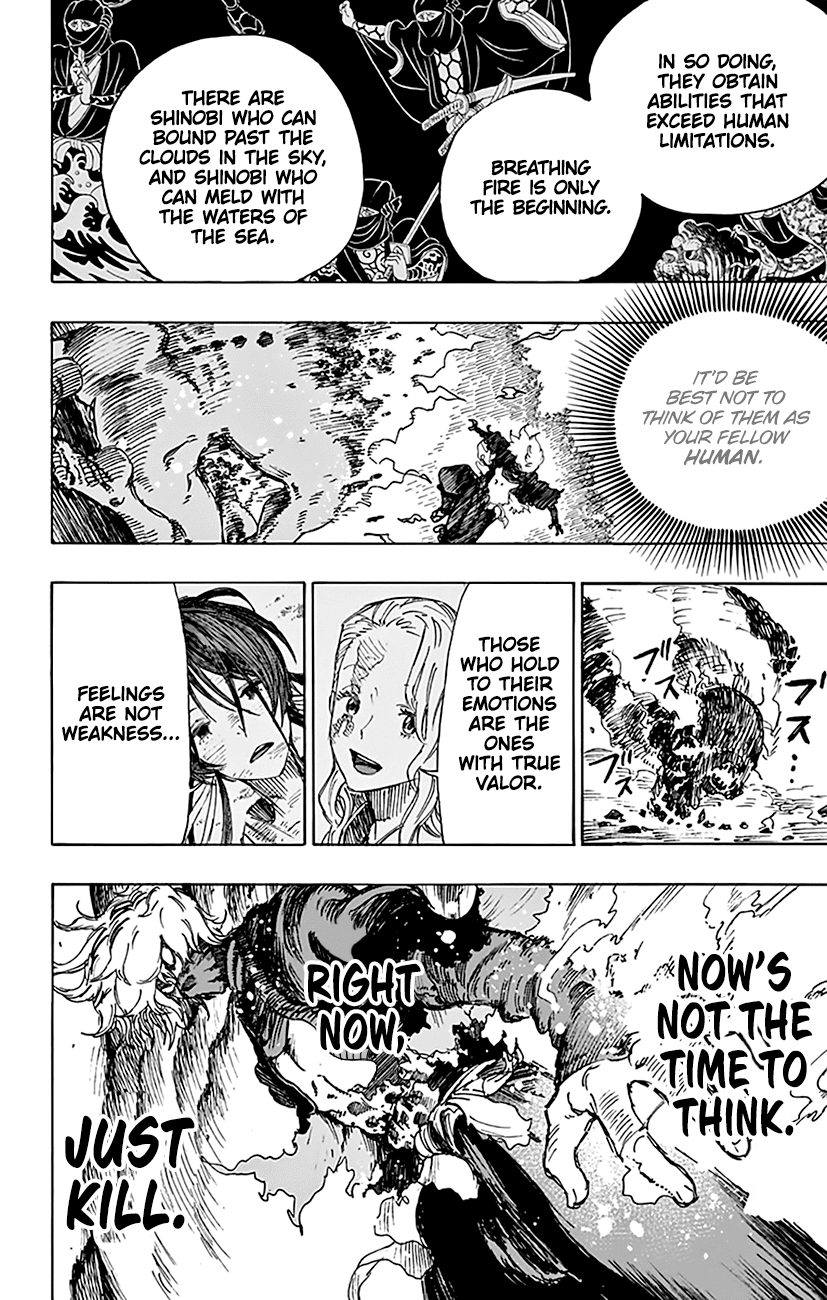 IN SO DOING,
THEY OBTAIN
ABILITIES THAT
EXCEED HUMAN
LIMITATIONS.
BREATHING
FIRE IS ONLY
THE BEGINNING.
THERE ARE
SHINOBI WHO CAN
BOUND PAST THE
CLOUDS IN THE SKY,
AND SHINOBI WHO
CAN MELD WITH
THE WATERS OF
THE SEA.
IT'D BE
BEST NOT TO
THINK OF THEM AS
YOUR FELLOW
HUMAN.
ブス…
ブス
THOSE
WHO HOLD
TO THEIR
EMOTIONS
ARE THE
ONES
WITH TRUE
VALOR.
FEELINGS
ARE NOT
WEAKNESS...
NOW'S
NOT THE
TIME TO
THINK.
RIGHT
NOW,
JUST
KILL.